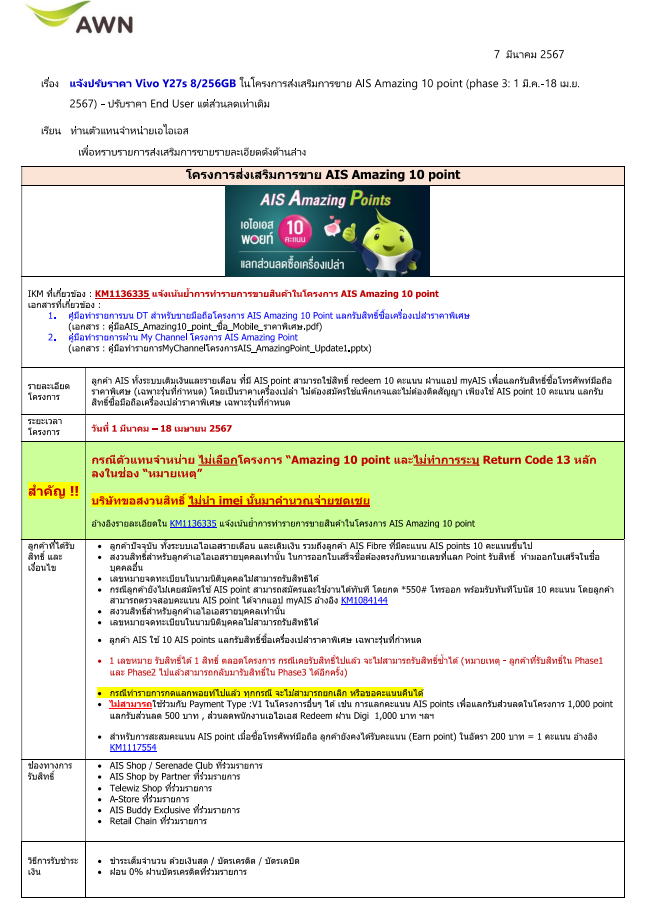 AWN
7 มีนาคม 2567
เรื่อง แจ้งปรับราคา Vivo Y27s 8/256GB ในโครงการส่งเสริมการขาย AIS Amazing 10 point (phase 3: 1 มี.ค.-18 เม.ย.
2567) – ปรับราคา End User แต่ส่วนลดเท่าเดิม
เรียน ท่านตัวแทนจำหน่ายเอไอเอส
เพื่อทราบรายการส่งเสริมการขายรายละเอียดดังด้านล่าง
โครงการส่งเสริมการขาย AIS Amazing 10 point
AIS Amazing Points
เอไอเอส
พอยท์
10
คะแนน
แลกส่วนลดซื้อเครื่องเปล่า
IKM ที่เกี่ยวข้อง : KM1136335 แจ้งเน้นย้ำการทำรายการขายสินค้าในโครงการ AIS Amazing 10 point
เอกสารที่เกี่ยวข้อง :
1. คู่มือทำรายการบน DT สำหรับขายมือถือโครงการ AIS Amazing 10 Point แลกรับสิทธิ์ซื้อเครื่องเปล่าราคาพิเศษ
(เอกสาร : คู่มือAIS_Amazing10_point_ซื้อ_Mobile_ราคาพิเศษ.pdf)
2. คู่มือทำรายการผ่าน My Channel โครงการ AIS Amazing Point
(เอกสาร : คู่มือทำรายการMyChannelโครงการAIS_AmazingPoint_Update1.pptx)
รายละเอียด
โครงการ
ลูกค้า AIS ทั้งระบบเติมเงินและรายเดือน ที่มี AIS point สามารถใช้สิทธิ์ redeem 10 คะแนน ผ่านแอป myAIS เพื่อแลกรับสิทธิ์ซื้อโทรศัพท์มือถือ
ราคาพิเศษ (เฉพาะรุ่นที่กำหนด) โดยเป็นราคาเครื่องเปล่า ไม่ต้องสมัครใช้แพ็กเกจและไม่ต้องติดสัญญา เพียงใช้ AIS point 10 คะแนน แลกรับ
สิทธิ์ซื้อมือถือเครื่องเปล่าราคาพิเศษ เฉพาะรุ่นที่กำหนด
ระยะเวลา
โครงการ
วันที่ 1 มีนาคม – 18 เมษายน 2567
สำคัญ !!
กรณีตัวแทนจำหน่าย ไม่เลือกโครงการ “Amazing 10 point และไม่ทำการระบุ Return Code 13 หลัก
ลงในช่อง “หมายเหตุ”
บริษัทขอสงวนสิทธิ์ ไม่นำ imei นั้นมาคำนวณจ่ายชดเชย
อ้างอิงรายละเอียดใน KM1136335 แจ้งเน้นย้ำการทำรายการขายสินค้าในโครงการ AIS Amazing 10 point
ลูกค้าที่ได้รับ
สิทธิ์ และ
เงื่อนไข
• ลูกค้าปัจจุบัน ทั้งระบบเอไอเอสรายเดือน และเติมเงิน รวมถึงลูกค้า AIS Fibre ที่มีคะแนน AIS points 10 คะแนนขึ้นไป
• สงวนสิทธิ์สำหรับลูกค้าเอไอเอสรายบุคคลเท่านั้น ในการออกใบเสร็จชื่อต้องตรงกับหมายเลขที่แลก Point รับสิทธิ์ ห้ามออกใบเสร็จในชื่อ
บุคคลอื่น
• เลขหมายจดทะเบียนในนามนิติบุคคลไม่สามารถรับสิทธิ์ได้
• กรณีลูกค้ายังไม่เคยสมัครใช้ AIS point สามารถสมัครและใช้งานได้ทันที โดยกด *550# โทรออก พร้อมรับทันทีโบนัส 10 คะแนน โดยลูกค้า
สามารถตรวจสอบคะแนน AIS point ได้จากแอป myAIS อ้างอิง KM1084144
• สงวนสิทธิ์สำหรับลูกค้าเอไอเอสรายบุคคลเท่านั้น
• เลขหมายจดทะเบียนในนามนิติบุคคลไม่สามารถรับสิทธิ์ได้
• ลูกค้า AIS ใช้ 10 AIS points แลกรับสิทธิ์ซื้อเครื่องเปล่าราคาพิเศษ เฉพาะรุ่นที่กำหนด
• 1 เลขหมาย รับสิทธิ์ได้ 1 สิทธิ์ ตลอดโครงการ กรณีเคยรับสิทธิ์ไปแล้ว จะไม่สามารถรับสิทธิ์ซ้ำได้ (หมายเหตุ - ลูกค้าที่รับสิทธิ์ใน Phase1
และ Phase2 ไปแล้วสามารถกลับมารับสิทธิ์ใน Phase3 ได้อีกครั้ง)
• กรณีทำรายการกดแลกพอยท์ไปแล้ว ทุกกรณี จะไม่สามารถยกเลิก หรือขอคะแนนคืนได้
• ไม่สามารถใช้ร่วมกับ Payment Type :V1 ในโครงการอื่นๆ ได้ เช่น การแลกคะแนน AIS points เพื่อแลกรับส่วนลดในโครงการ 1,000 point
แลกรับส่วนลด 500 บาท , ส่วนลดพนักงานเอไอเอส Redeem ผ่าน Digi 1,000 บาท ฯลฯ
• สำหรับการสะสมคะแนน AIS point เมื่อซื้อโทรศัพท์มือถือ ลูกค้ายังคงได้รับคะแนน (Earn point) ในอัตรา 200 บาท = 1 คะแนน อ้างอิง
KM1117554
ช่องทางการ
รับสิทธิ์
• AIS Shop / Serenade Club ที่ร่วมรายการ
• AIS Shop by Partner ที่ร่วมรายการ
• Telewiz Shop ที่ร่วมรายการ
• A-Store ที่ร่วมรายการ
• AIS Buddy Exclusive ที่ร่วมรายการ
• Retail Chain ที่ร่วมรายการ
วิธีการรับชำระ
เงิน
• ชำระเต็มจำนวน ด้วยเงินสด / บัตรเครดิต / บัตรเดบิต
• ผ่อน 0% ผ่านบัตรเครดิตที่ร่วมรายการ